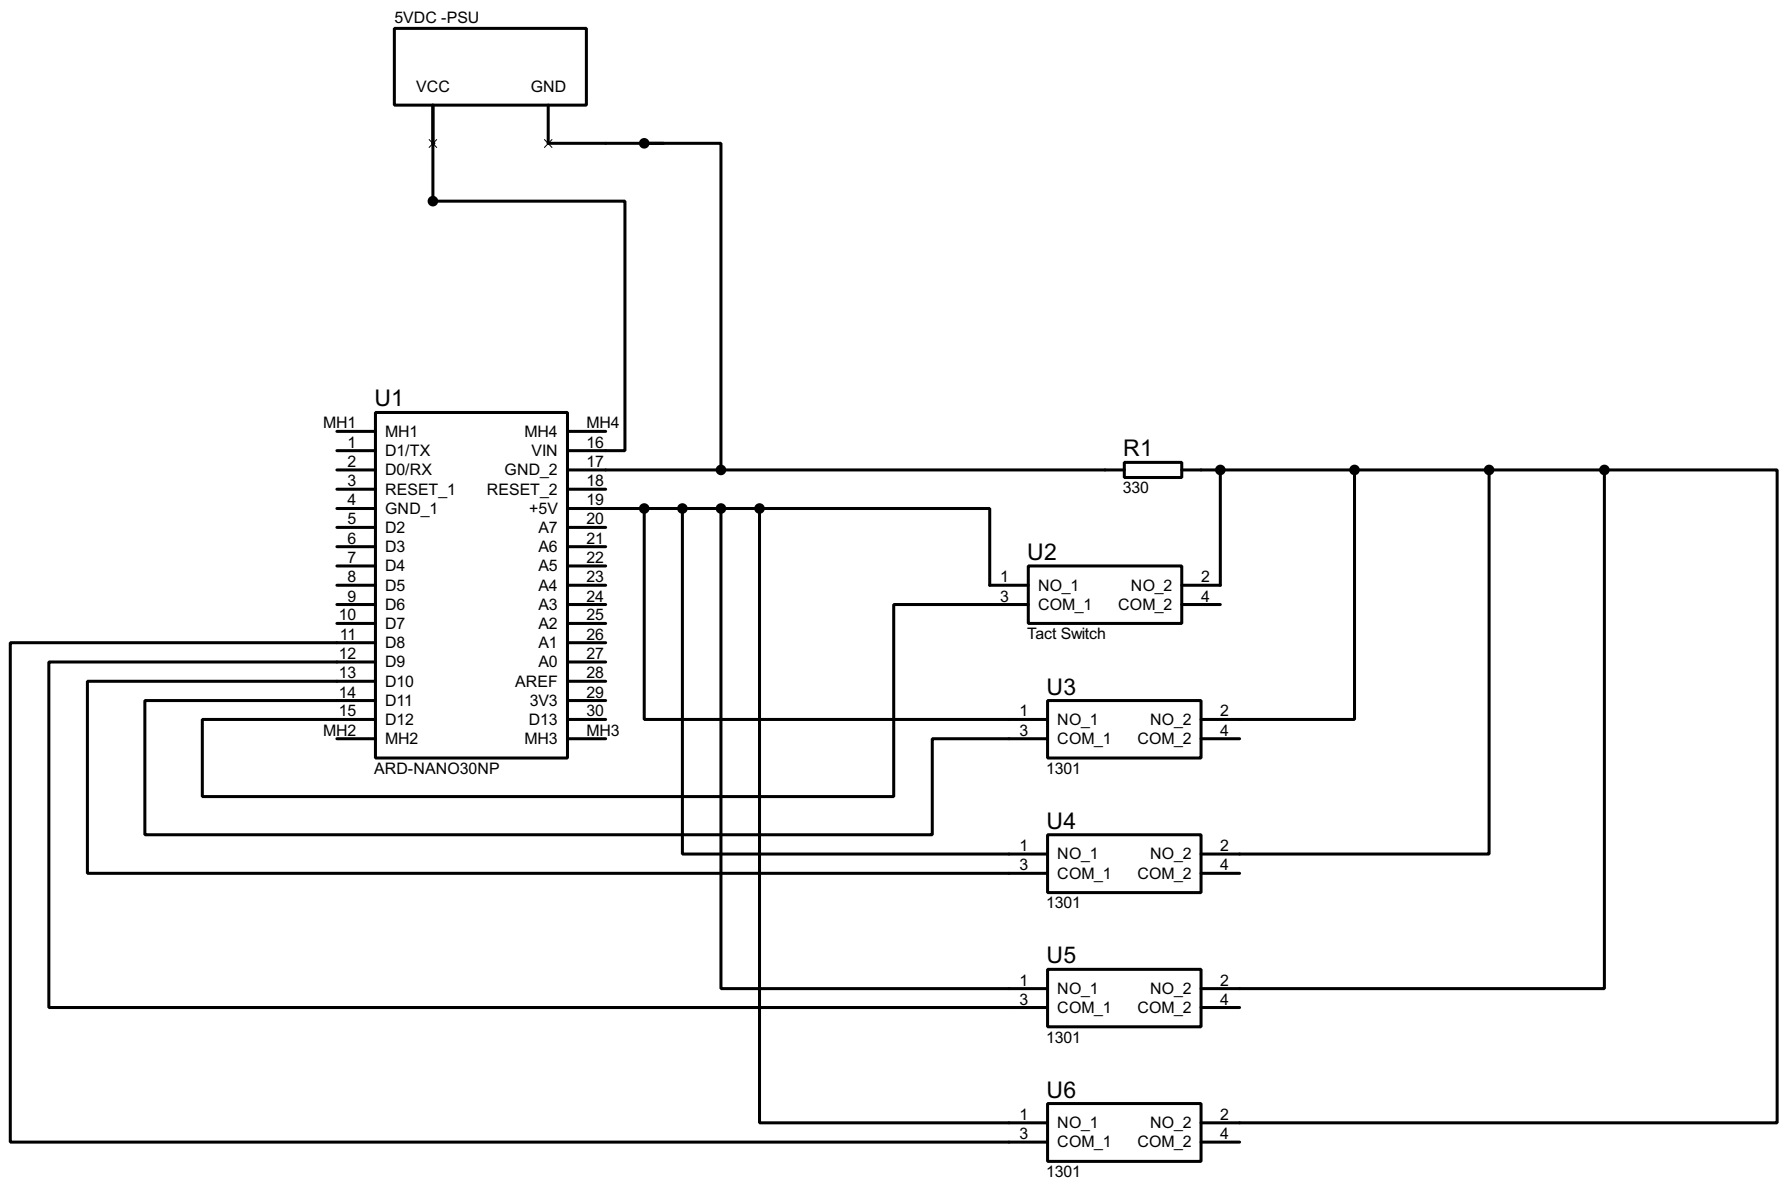 5VDC -PSU
VCC GND
U1
MH1 MH1 MH4 MH4
1 D1/TX VIN 16
2 D0/RX GND_2 17
3 RESET_1 RESET_2 18
4 GND_1 +5V 19
5 D2 A7 20
6 D3 A6 21
7 D4 A5 22
8 D5 A4 23
9 D6 A3 24
10 D7 A2 25
11 D8 A1 26
12 D9 A0 27
13 D10 AREF 28
14 D11 3V3 29
15 D12 D13 30
MH2 MH2 MH3 MH3
ARD-NANO30NP
R1
330
U2
1 NO_1 NO_2 2
3 COM_1 COM_2 4
Tact Switch
U3
1 NO_1 NO_2 2
3 COM_1 COM_2 4
1301
U4
1 NO_1 NO_2 2
3 COM_1 COM_2 4
1301
U5
1 NO_1 NO_2 2
3 COM_1 COM_2 4
1301
U6
1 NO_1 NO_2 2
3 COM_1 COM_2 4
1301